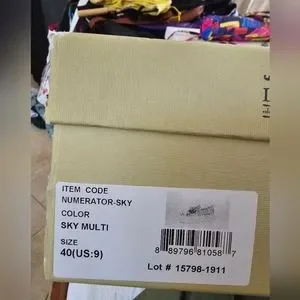 ITEM CODE
NUMERATOR-SKY
COLOR
SKY MULTI
SIZE
40(US:9)
8 89796 81058 7
Lot # 15798-1911